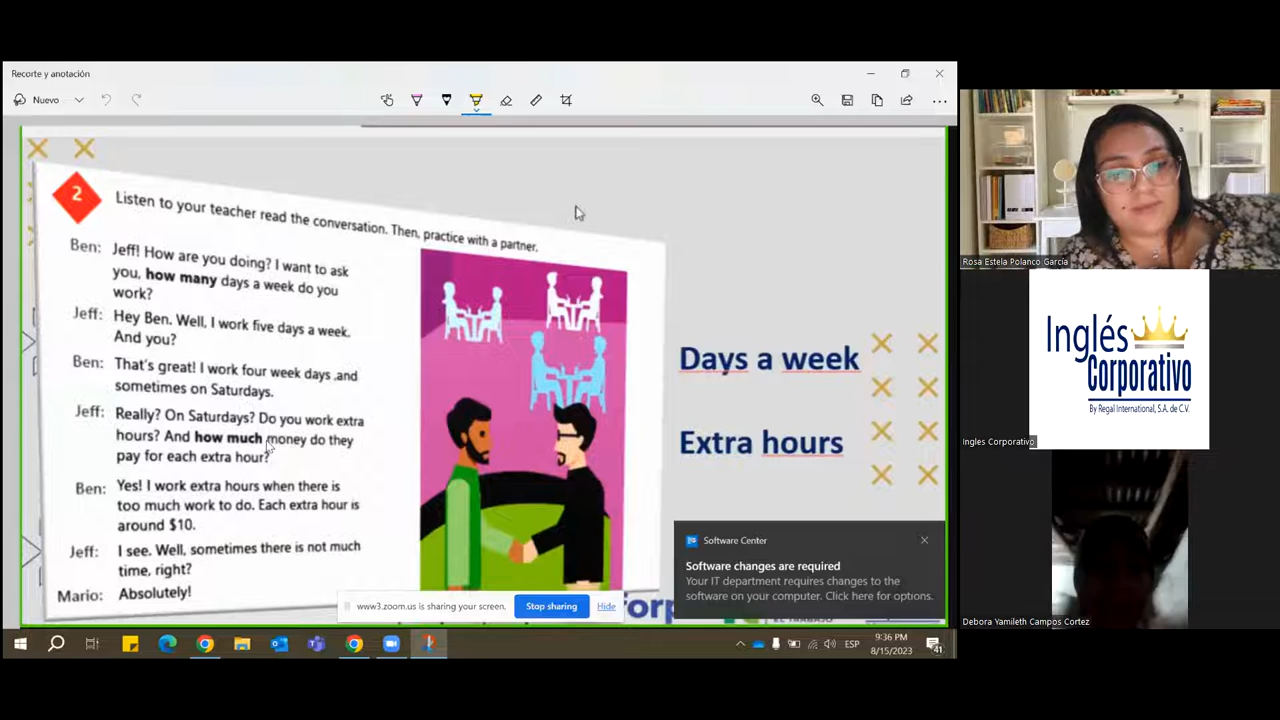 Recorte y anotación
Nuevo
2
Listen to your teacher read the conversation. Then, practice with a partner.
Ben: Jeff! How are you doing? I want to ask
you, how many days a week do you
work?
Jeff: Hey Ben. Well, I work five days a week.
And you?
Ben: That's great! I work four week days ,and
sometimes on Saturdays.
Jeff: Really? On Saturdays? Do you work extra
hours? And how much money do they
pay for each extra hour?
Ben: Yes! I work extra hours when there is
too much work to do. Each extra hour is
around $10.
Jeff: I see. Well, sometimes there is not much
time, right?
Mario: Absolutely!
Days a week
Extra hours
Software Center
Software changes are required
Your IT department requires changes to the
software on your computer. Click here for options.
www3.zoom.us is sharing your screen.
Stop sharing
Hide
EL TRABAJO
ESP
9:36 PM
8/15/2023
41
Rosa Estela Polanco García
Inglés
Corporativo
By Regal International, S.A. de C.V.
Ingles Corporativo
Debora Yamileth Campos Cortez